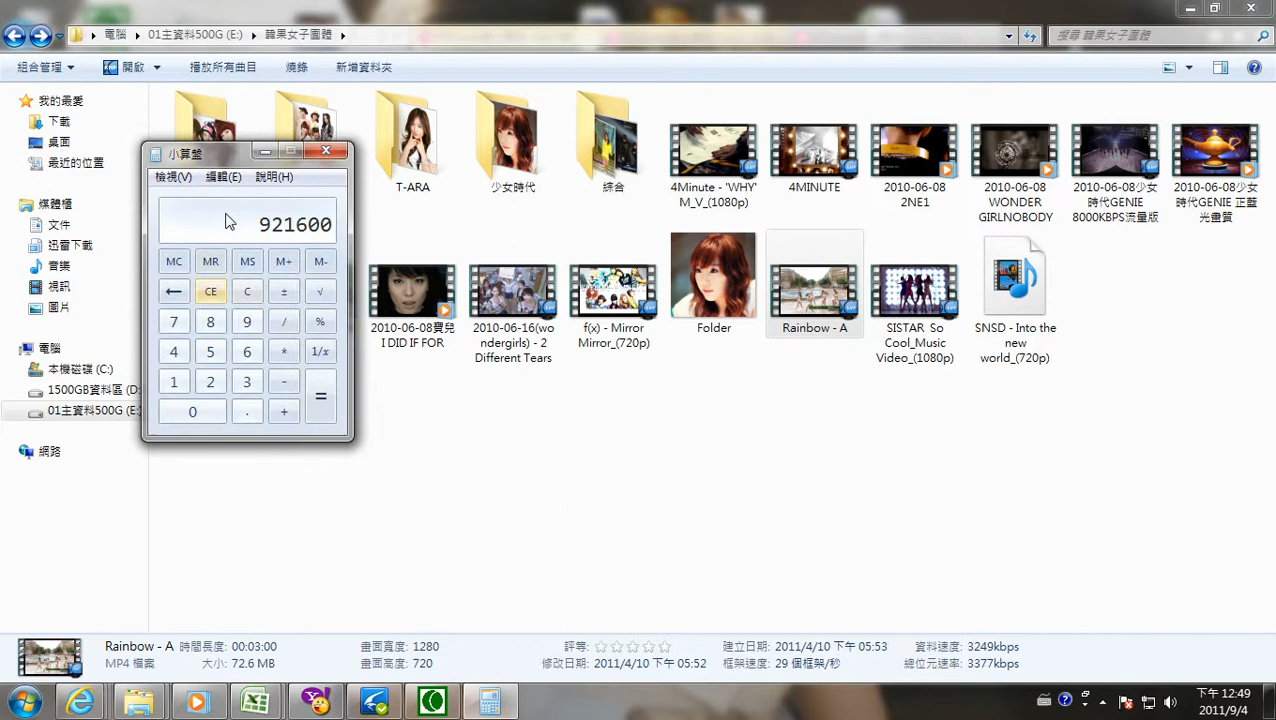 電腦 ▸ 01主資料500G (E:) ▸ 韓果女子團體 ▸
搜尋 韓果女子團體
組合管理 ▼
開啟 ▼
播放所有曲目
燒錄
新增資料夾
我的最愛
下載
桌面
最近的位置
媒體櫃
文件
迅雷下載
音樂
視訊
圖片
電腦
本機磁碟 (C:)
1500GB資料區 (D:
01主資料500G (E:)
網路
小算盤
檢視(V) 編輯(E) 說明(H)
921600
MC MR MS M+ M-
← CE C ± √
7 8 9 / %
4 5 6 * 1/x
1 2 3 - =
0 . +
T-ARA
少女時代
綜合
4Minute - 'WHY'
M_V_(1080p)
4MINUTE
2010-06-08
2NE1
2010-06-08
WONDER
GIRLNOBODY
2010-06-08少女
時代GENIE
8000KBPS流量版
2010-06-08少女
時代GENIE 正藍
光畫質
2010-06-08寶兒
I DID IF FOR
2010-06-16(wo
ndergirls) - 2
Different Tears
f(x) - Mirror
Mirror_(720p)
Folder
Rainbow - A
SISTAR So
Cool_Music
Video_(1080p)
SNSD - Into the
new
world_(720p)
Rainbow - A 時間長度: 00:03:00 畫面寬度: 1280 評等: ☆☆☆☆☆ 建立日期: 2011/4/10 下午 05:53 資料速度: 3249kbps
MP4 檔案 大小: 72.6 MB 畫面高度: 720 修改日期: 2011/4/10 下午 05:52 框架速度: 29 個框架/秒 總位元速率: 3377kbps
下午 12:49
2011/9/4